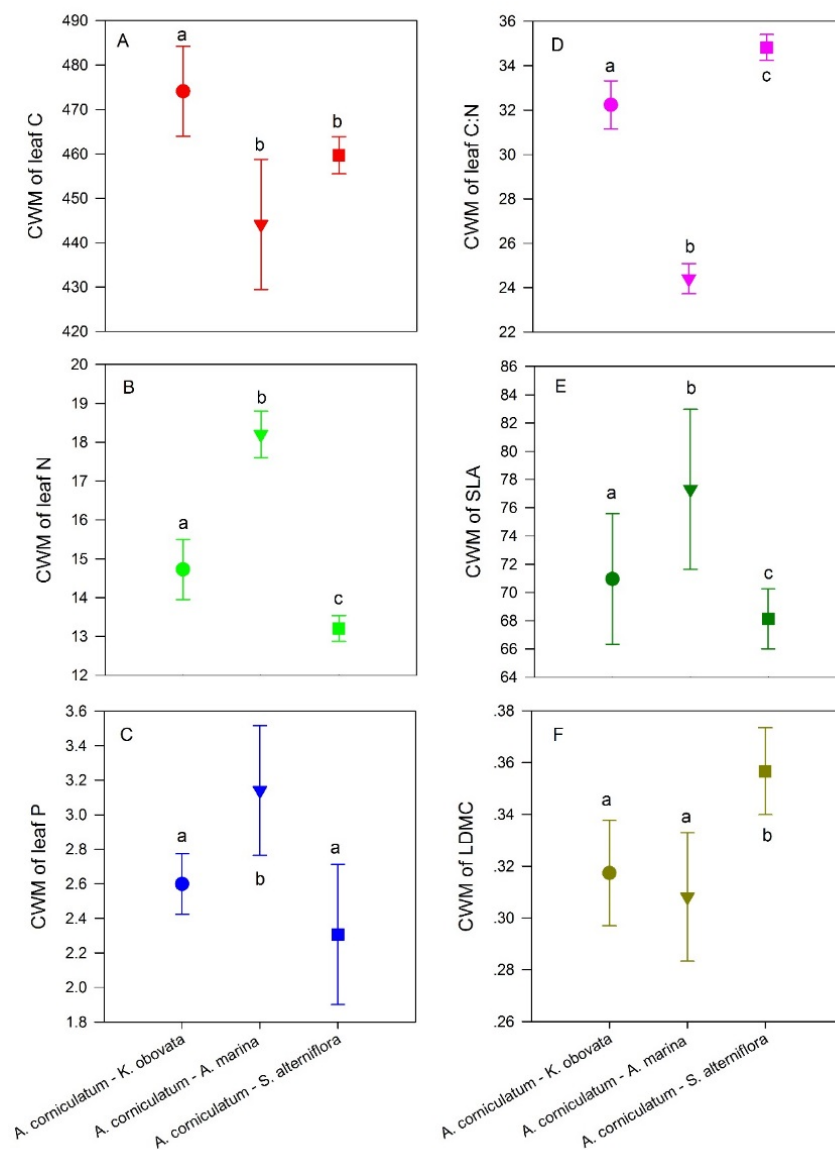 A
CWM of leaf C
490
480
470
460
450
440
430
420
a
b
b
D
CWM of leaf C:N
36
34
32
30
28
26
24
22
a
b
c
B
CWM of leaf N
20
19
18
17
16
15
14
13
12
a
b
c
E
CWM of SLA
86
84
82
80
78
76
74
72
70
68
66
64
a
b
c
C
CWM of leaf P
3.6
3.4
3.2
3.0
2.8
2.6
2.4
2.2
2.0
1.8
a
b
a
F
CWM of LDMC
.38
.36
.34
.32
.30
.28
.26
a
a
b
A. corniculatum - K. obovata
A. corniculatum - A. marina
A. corniculatum - S. alterniflora
A. corniculatum - K. obovata
A. corniculatum - A. marina
A. corniculatum - S. alterniflora